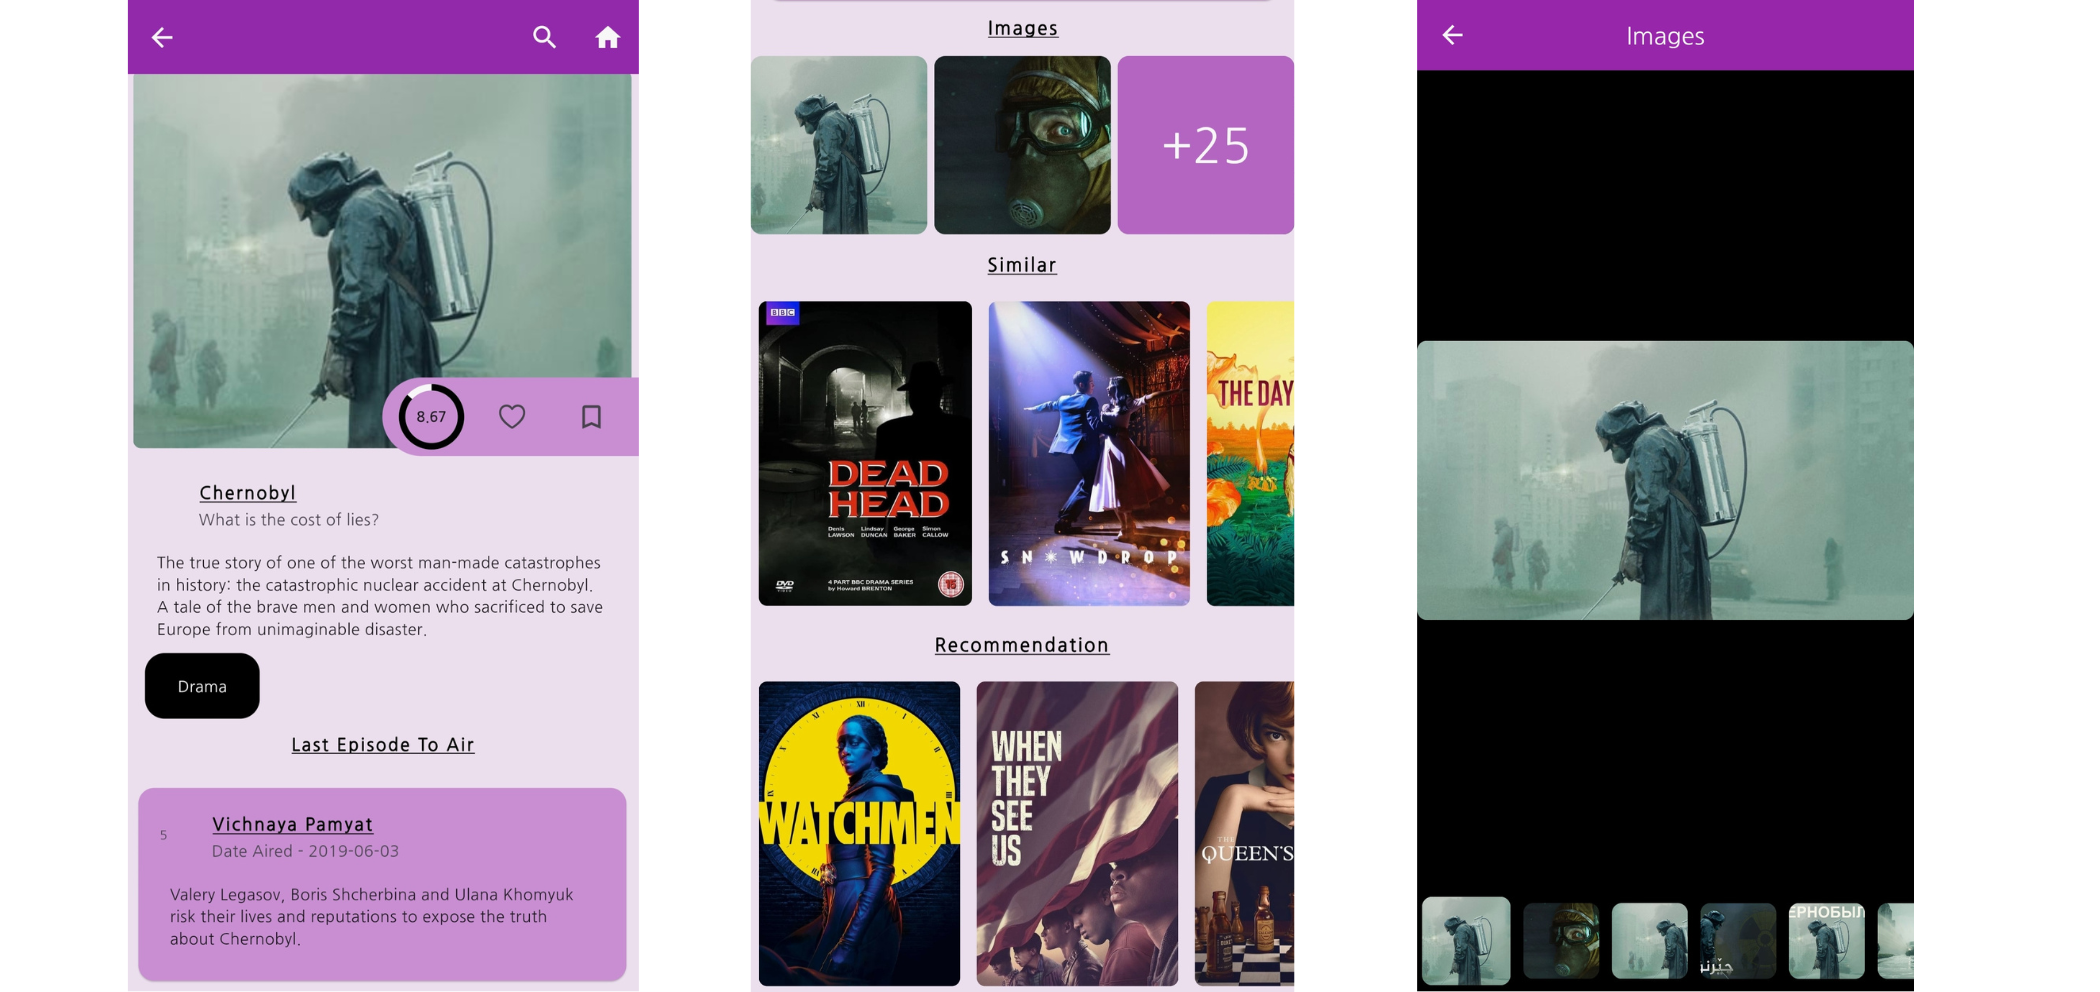 8.67
Chernobyl
What is the cost of lies?
The true story of one of the worst man-made catastrophes
in history: the catastrophic nuclear accident at Chernobyl.
A tale of the brave men and women who sacrificed to save
Europe from unimaginable disaster.
Drama
Last Episode To Air
5
Vichnaya Pamyat
Date Aired - 2019-06-03
Valery Legasov, Boris Shcherbina and Ulana Khomyuk
risk their lives and reputations to expose the truth
about Chernobyl.
Images
+25
Similar
BBC
DEAD
HEAD
Denis Lindsay George Simon
LAWSON DUNCAN BAKER CALLOW
DVD
4 PART BBC DRAMA SERIES
by Howard BRENTON
15
SNOWDROP
THE DAY
Recommendation
XII
WATCHMEN
WHEN
THEY
SEE
US
THE
QUEEN'S
Images
ЕРНОБЫЛ